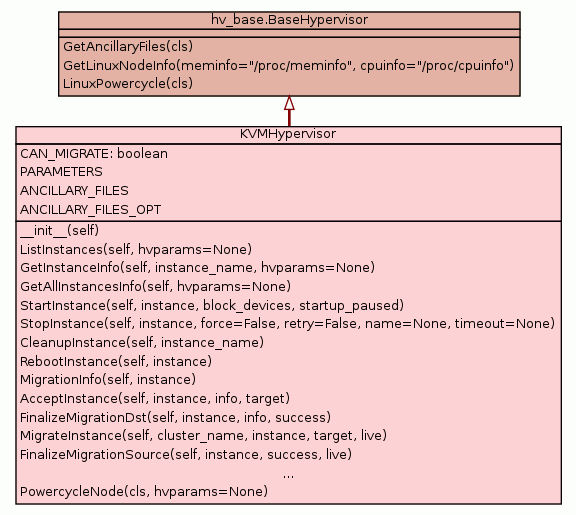 hv_base.BaseHypervisor
GetAncillaryFiles(cls)
GetLinuxNodeInfo(meminfo="/proc/meminfo", cpuinfo="/proc/cpuinfo")
LinuxPowercycle(cls)
KVMHypervisor
CAN_MIGRATE: boolean
PARAMETERS
ANCILLARY_FILES
ANCILLARY_FILES_OPT
__init__(self)
ListInstances(self, hvparams=None)
GetInstanceInfo(self, instance_name, hvparams=None)
GetAllInstancesInfo(self, hvparams=None)
StartInstance(self, instance, block_devices, startup_paused)
StopInstance(self, instance, force=False, retry=False, name=None, timeout=None)
CleanupInstance(self, instance_name)
RebootInstance(self, instance)
MigrationInfo(self, instance)
AcceptInstance(self, instance, info, target)
FinalizeMigrationDst(self, instance, info, success)
MigrateInstance(self, cluster_name, instance, target, live)
FinalizeMigrationSource(self, instance, success, live)
...
PowercycleNode(cls, hvparams=None)